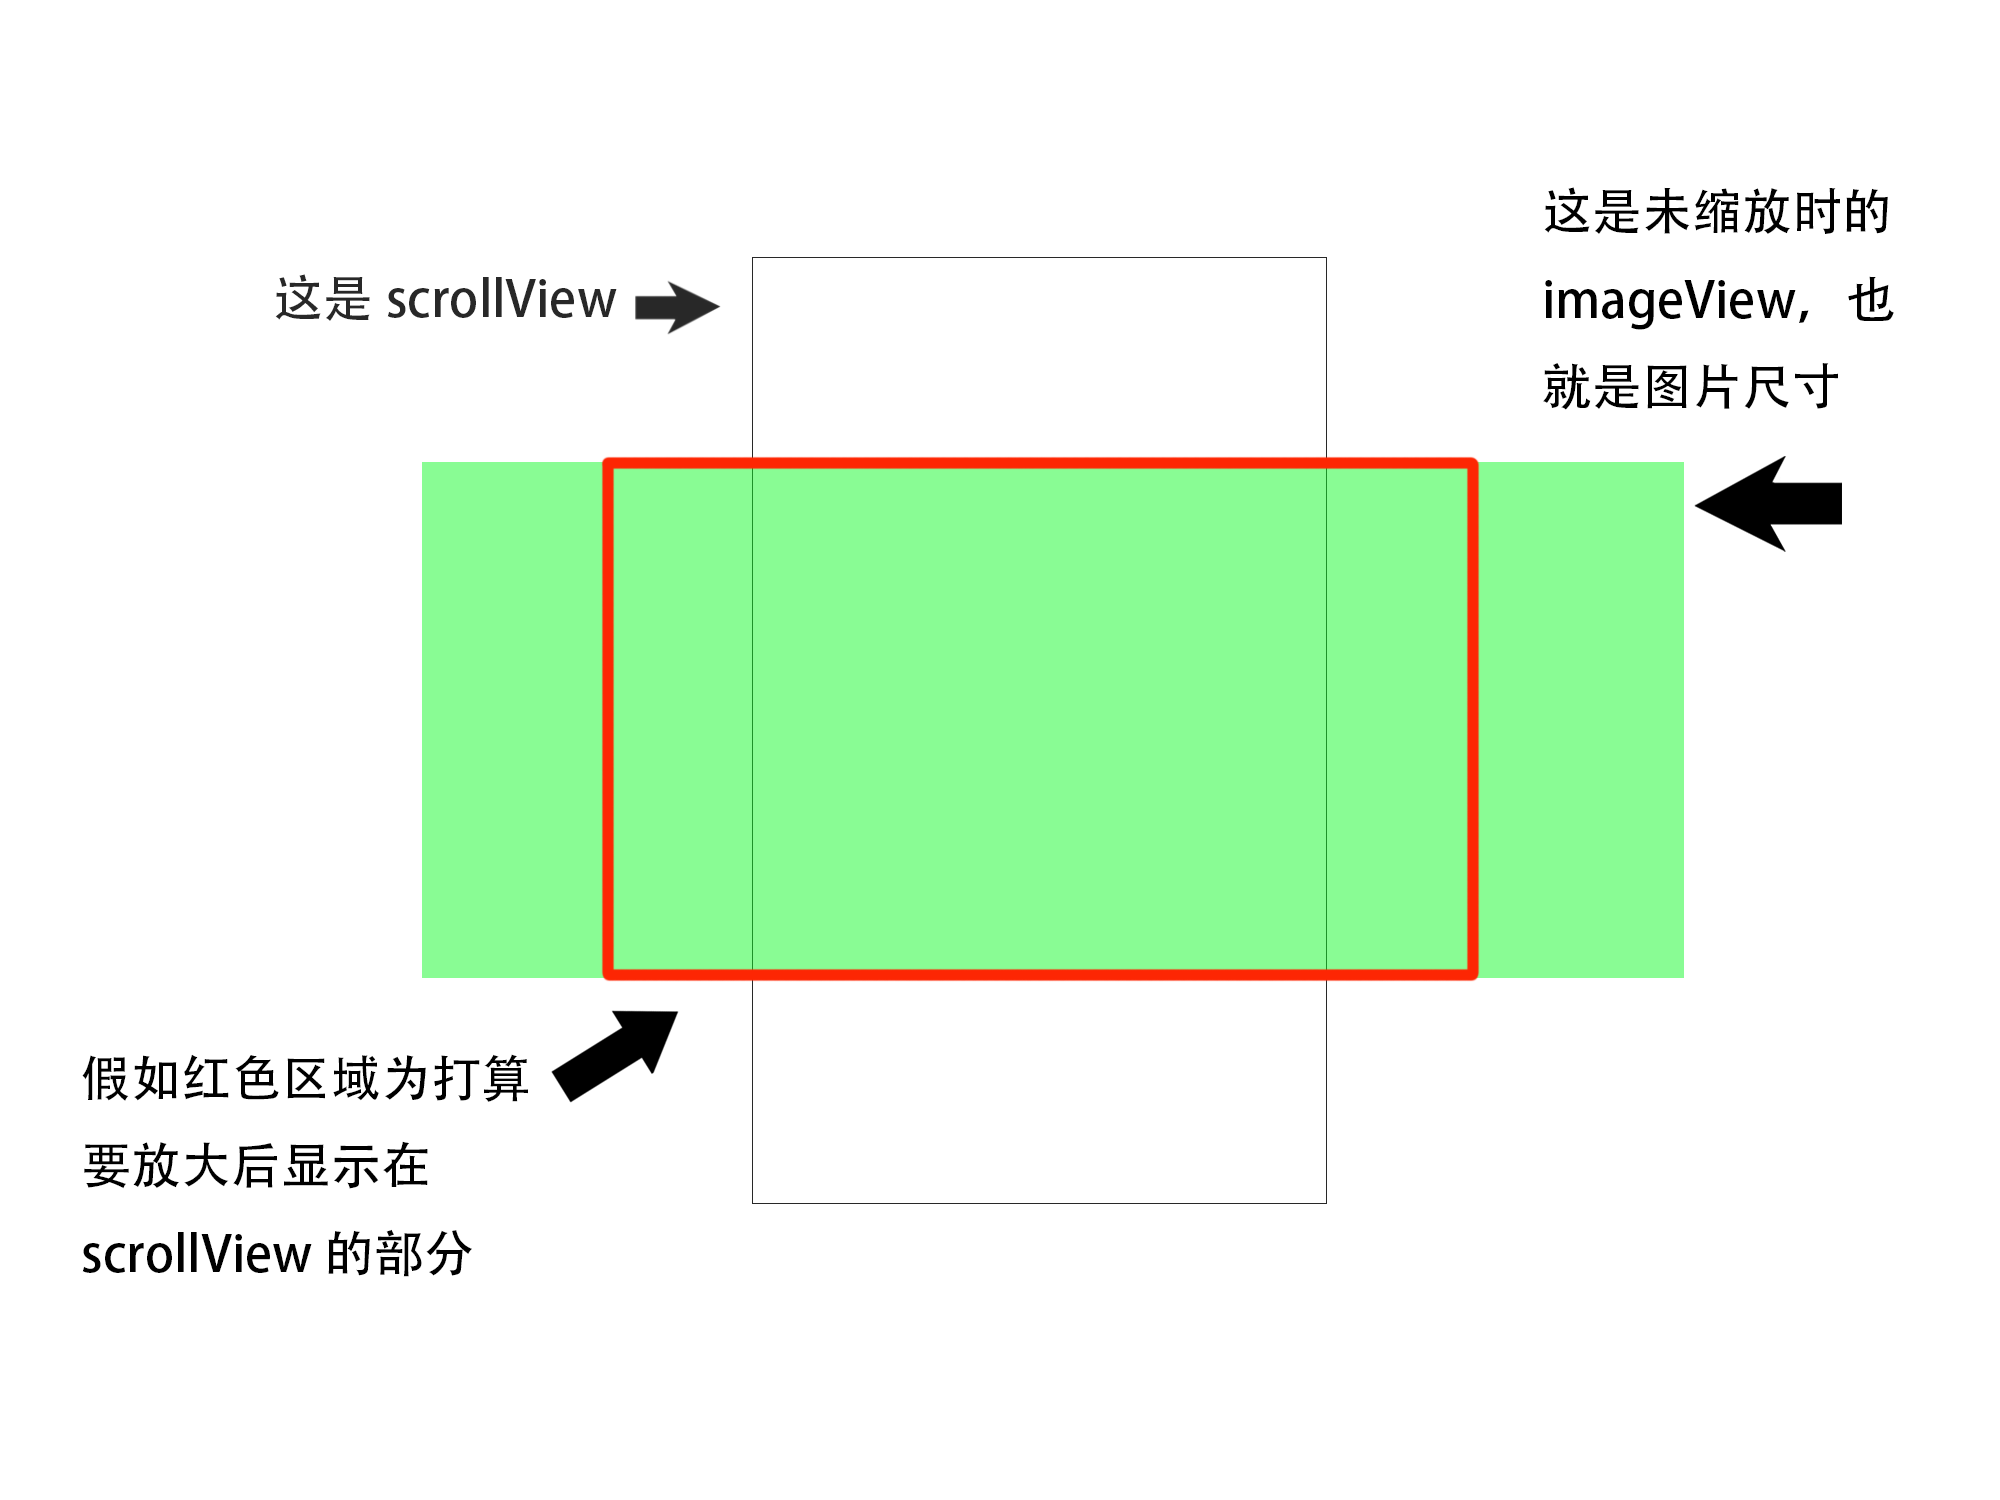 这是未缩放时的
imageView，也
就是图片尺寸
这是 scrollView
假如红色区域为打算
要放大后显示在
scrollView 的部分